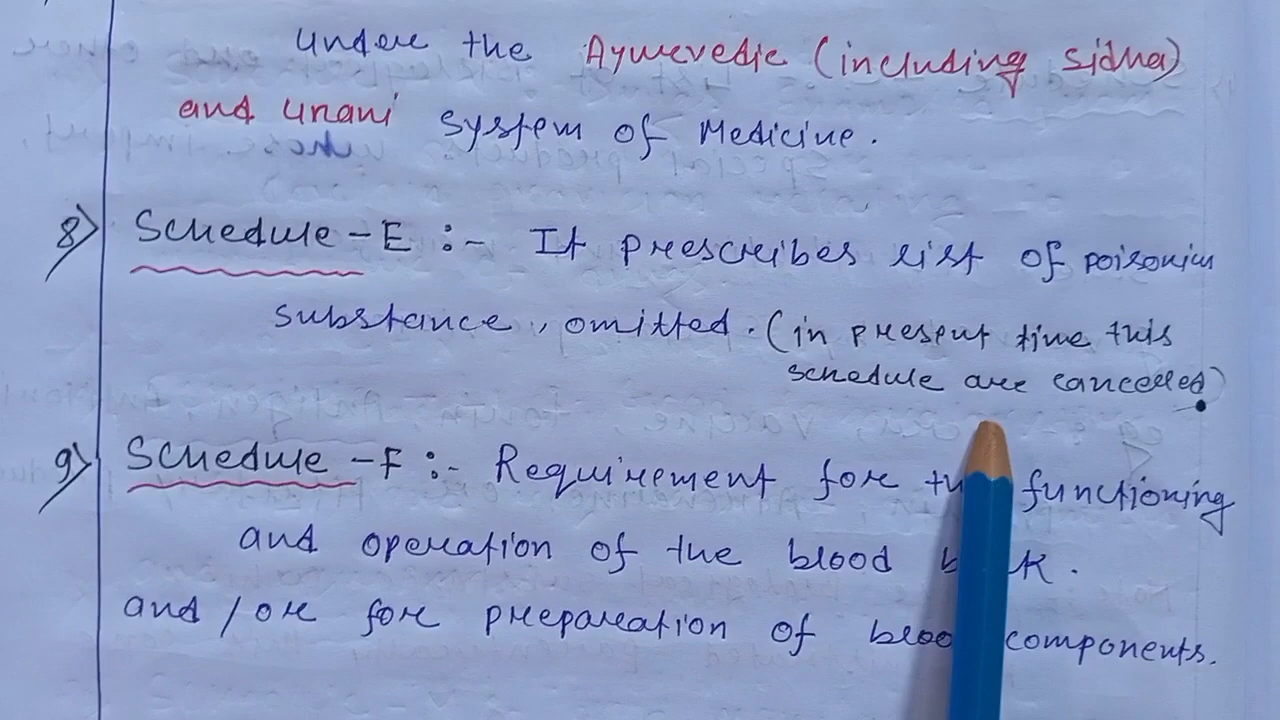 under the Ayurvedic (including sidha)
and unani system of Medicine.
8) Schedule - E :- It prescribes list of poisonius
substance, omitted. (in present time this
schedule are cancelled)
9) Schedule - F :- Requirement for the functioning
and operation of the blood b k.
and / or for preparation of bloo components.